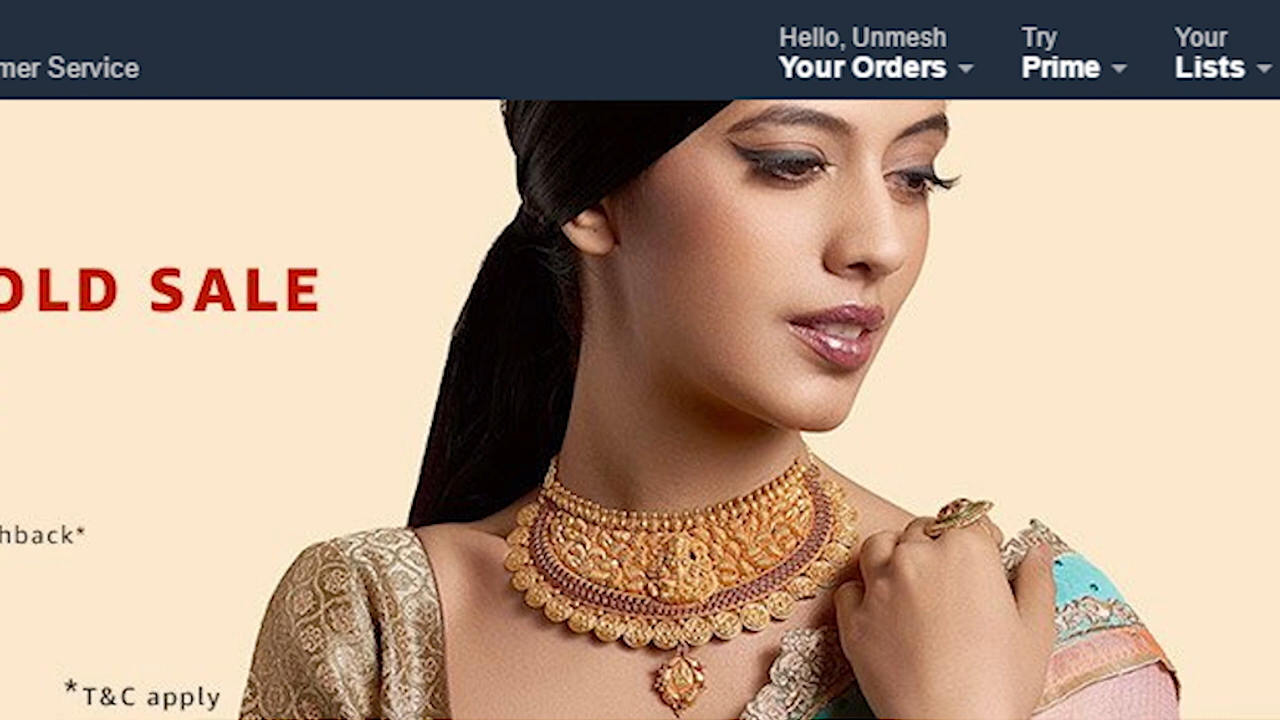 mer Service
Hello, Unmesh
Your Orders
Try
Prime
Your
Lists
OLD SALE
hback*
*T&C apply